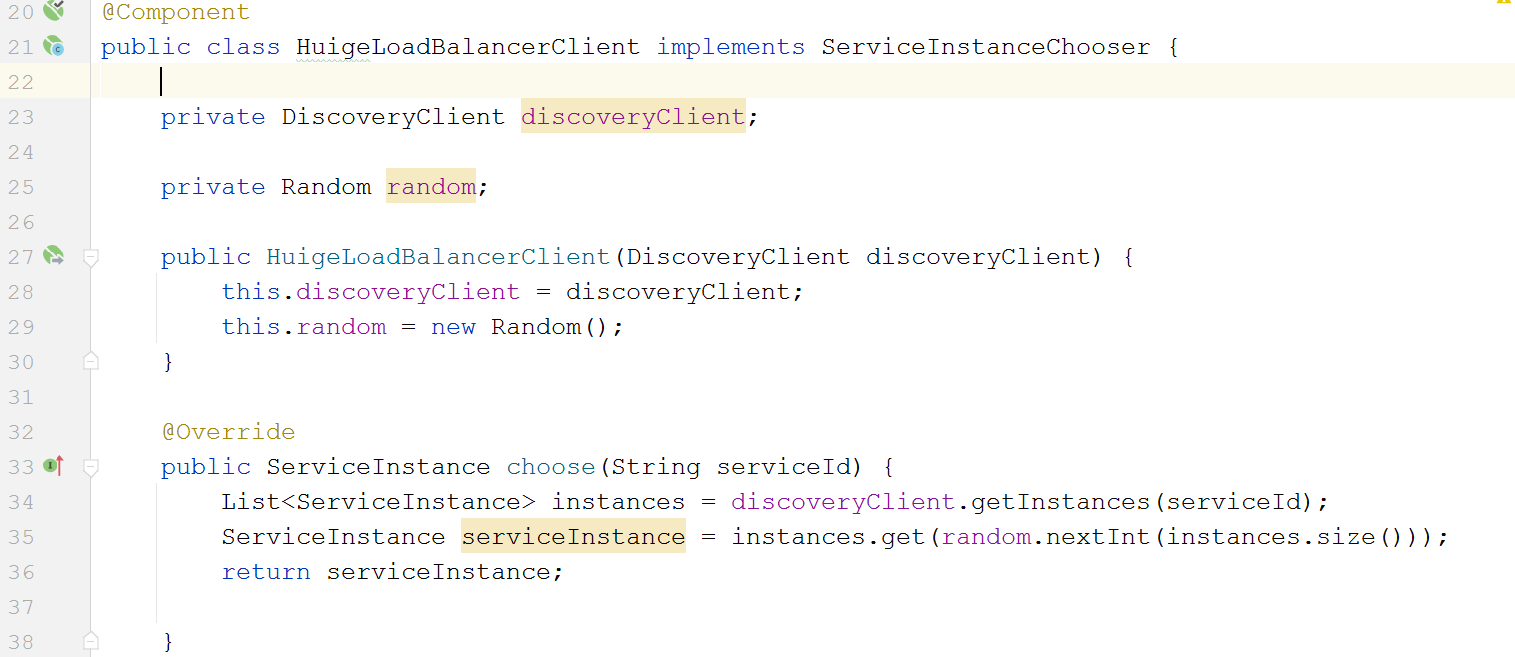 20 @Component
21 public class HuigeLoadBalancerClient implements ServiceInstanceChooser {
22
23 private DiscoveryClient discoveryClient;
24
25 private Random random;
26
27 public HuigeLoadBalancerClient(DiscoveryClient discoveryClient) {
28 this.discoveryClient = discoveryClient;
29 this.random = new Random();
30 }
31
32 @Override
33 public ServiceInstance choose(String serviceId) {
34 List<ServiceInstance> instances = discoveryClient.getInstances(serviceId);
35 ServiceInstance serviceInstance = instances.get(random.nextInt(instances.size()));
36 return serviceInstance;
37
38 }